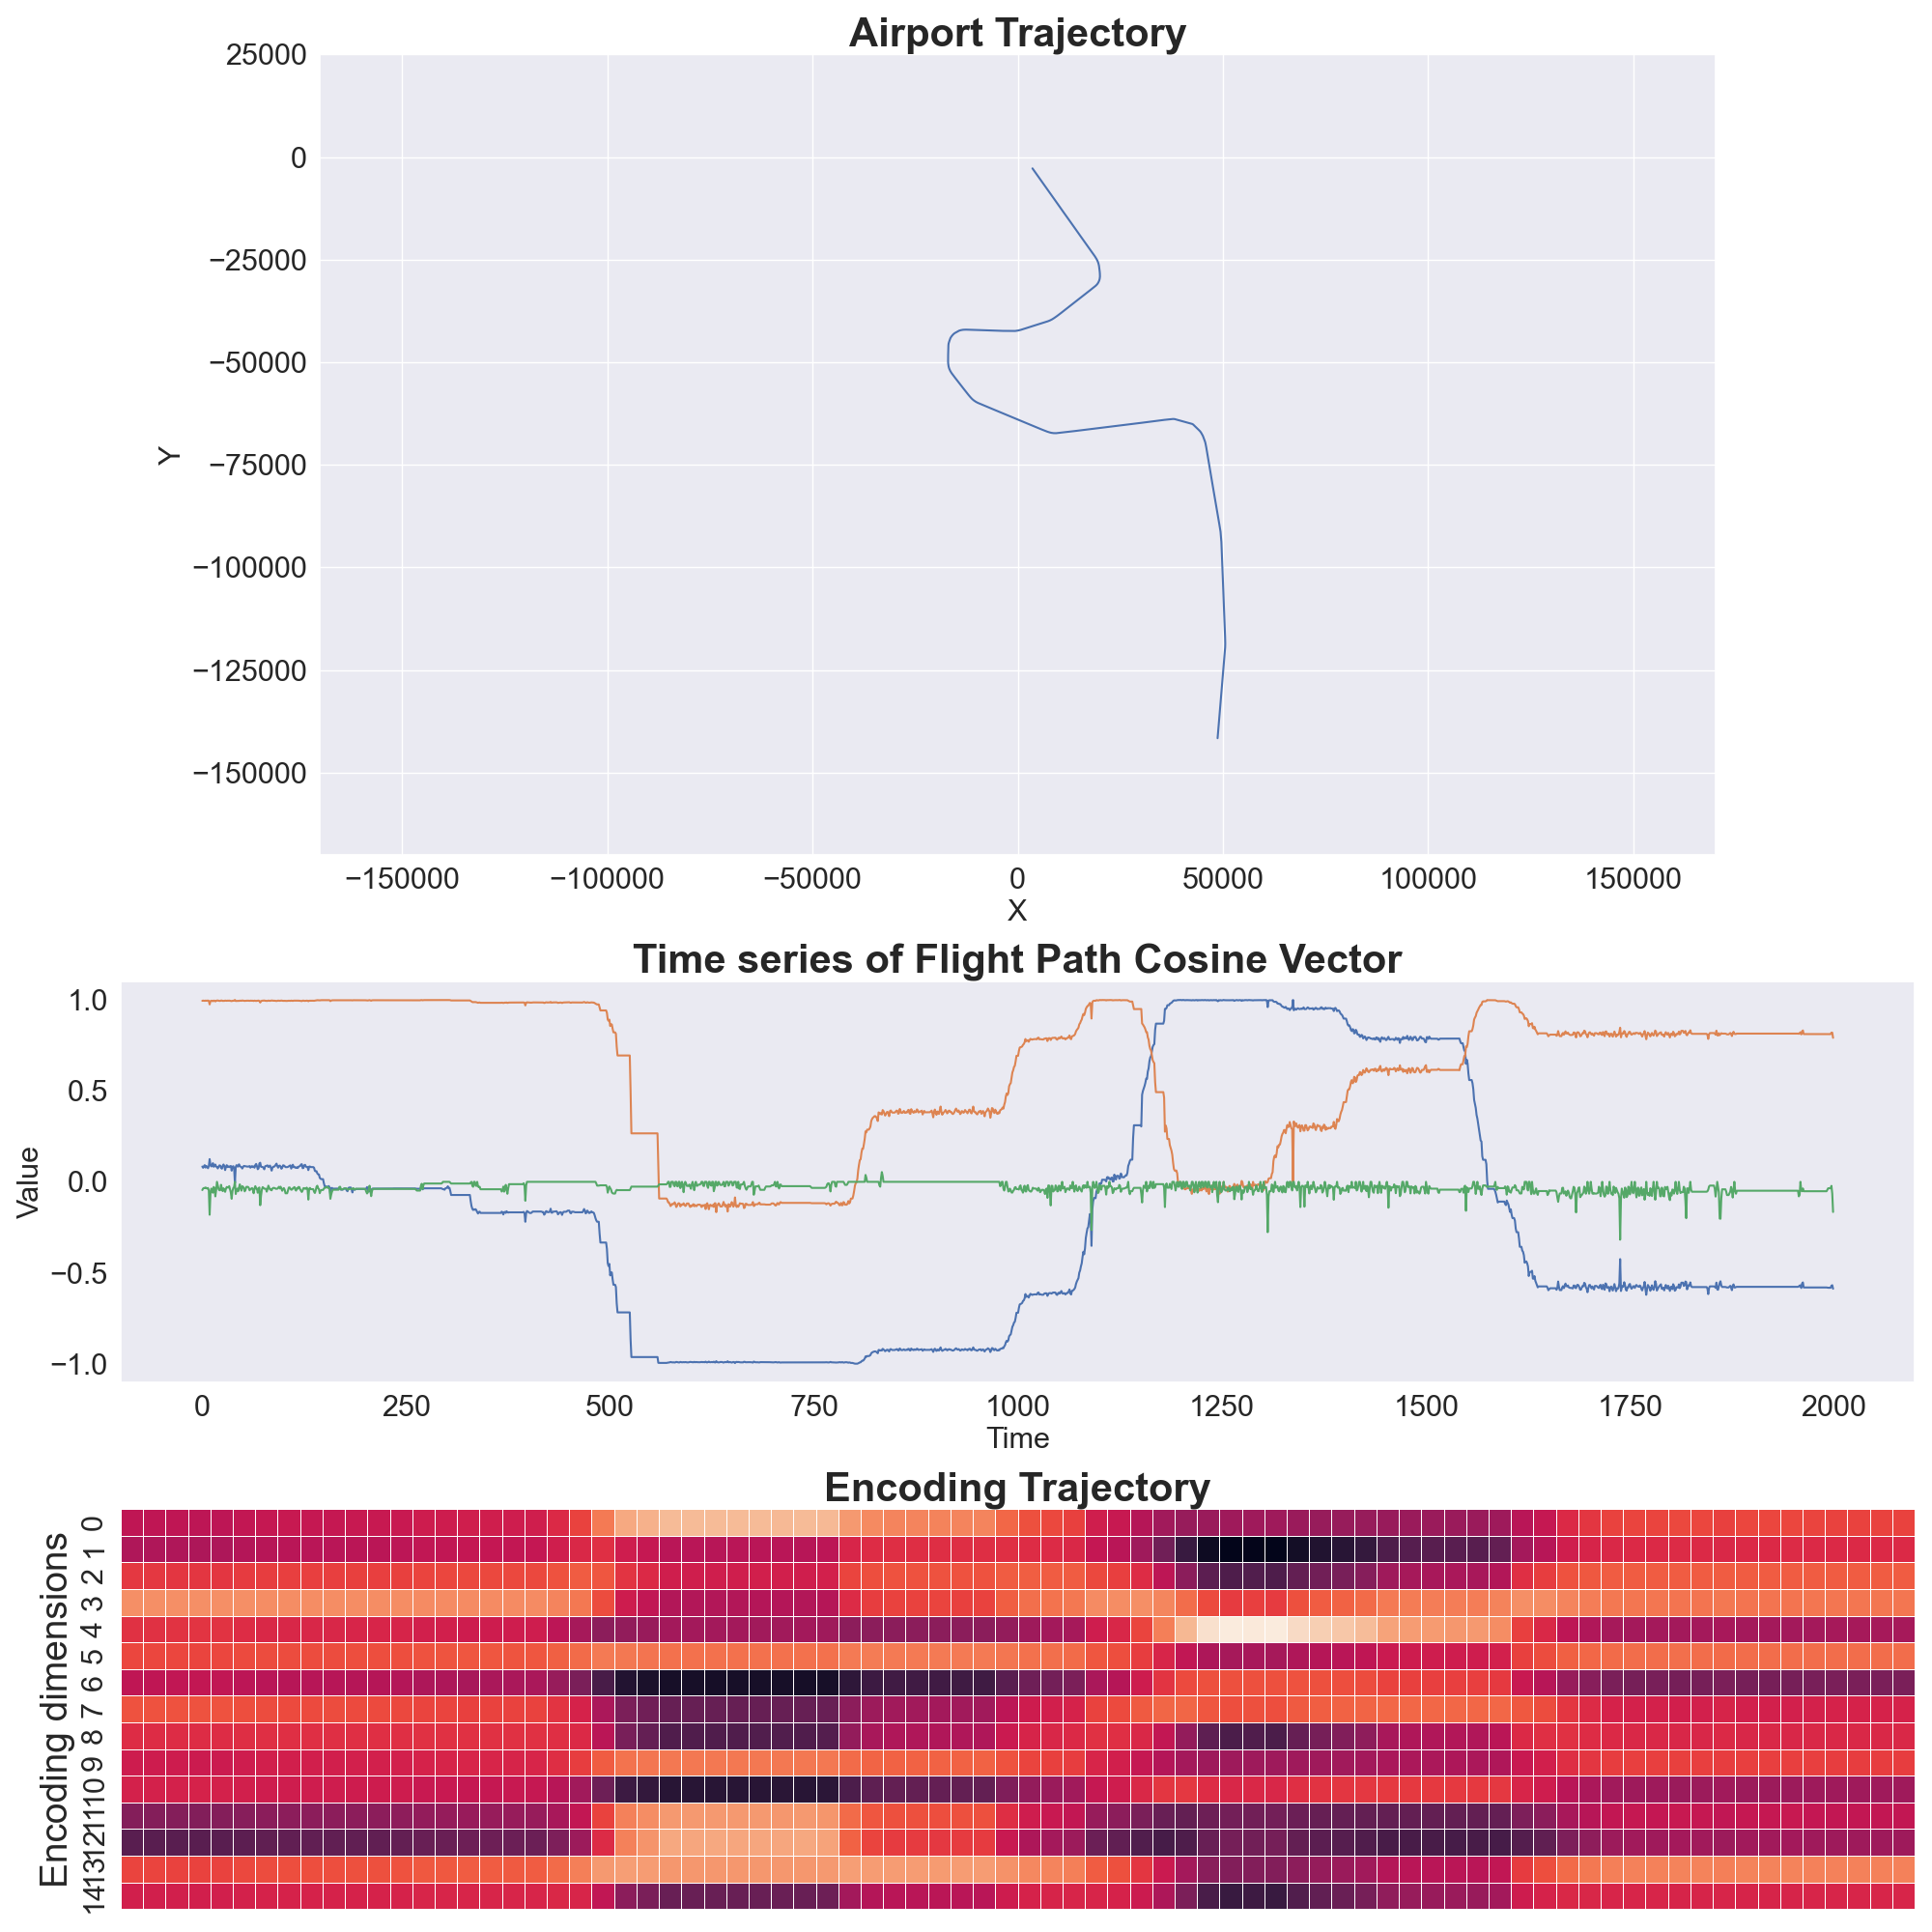 Airport Trajectory
25000
0
−25000
−50000
−75000
−100000
−125000
−150000
Y
−150000 −100000 −50000 0 50000 100000 150000
X
Time series of Flight Path Cosine Vector
1.0
0.5
0.0
−0.5
−1.0
Value
0 250 500 750 1000 1250 1500 1750 2000
Time
Encoding Trajectory
Encoding dimensions
0
1
2
3
4
5
6
7
8
9
10
11
12
13
14